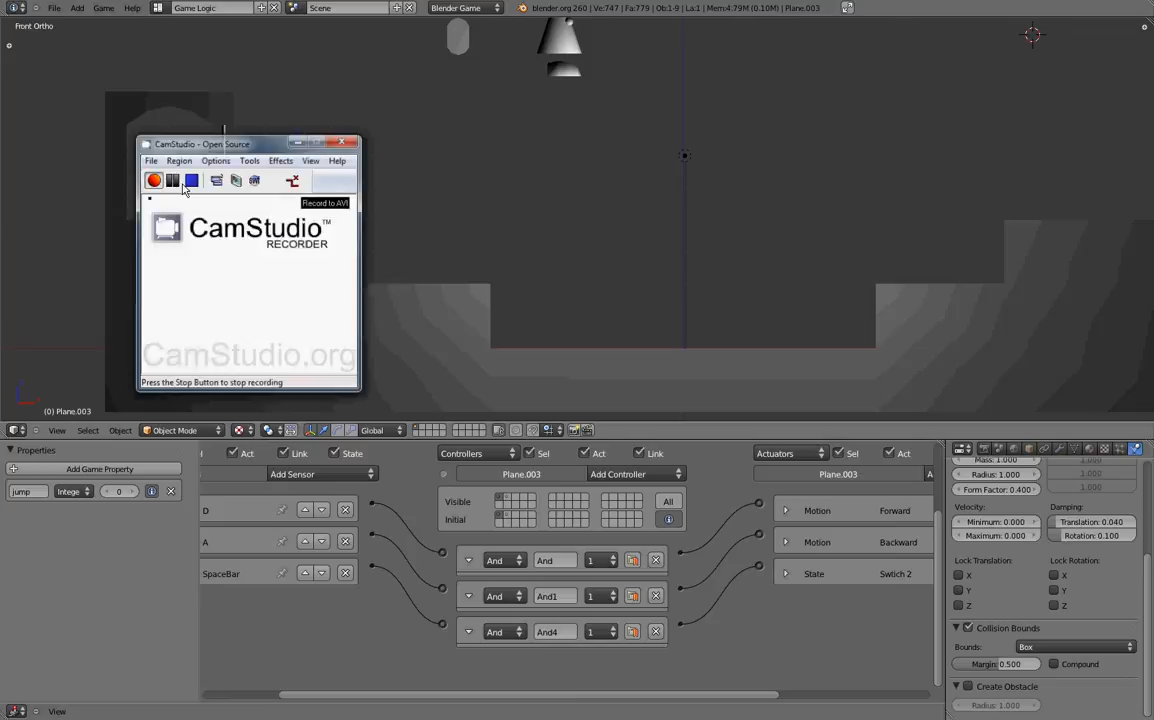 File Add Game Help Game Logic Scene Blender Game blender.org 260 | Ve:747 | Fa:779 | Ob:1-9 | La:1 | Mem:4.79M (0.10M) | Plane.003
Front Ortho
CamStudio - Open Source
File Region Options Tools Effects View Help
Record to AVI
CamStudio™
RECORDER
CamStudio.org
Press the Stop Button to stop recording
(0) Plane.003
View Select Object Object Mode Global
Properties
Add Game Property
jump Intege 0
Act Link State
Add Sensor
D
A
SpaceBar
Controllers Sel Act Link
Plane.003 Add Controller
Visible All
Initial
And And 1
And And1 1
And And4 1
Actuators Sel Act
Plane.003 A
Motion Forward
Motion Backward
State Swtich 2
Mass: 1.000 1.000
Radius: 1.000 1.000
Form Factor: 0.400 1.000
Velocity: Damping:
Minimum: 0.000 Translation: 0.040
Maximum: 0.000 Rotation: 0.100
Lock Translation: Lock Rotation:
X X
Y Y
Z Z
Collision Bounds
Bounds: Box
Margin: 0.500 Compound
Create Obstacle
Radius: 1.000
View